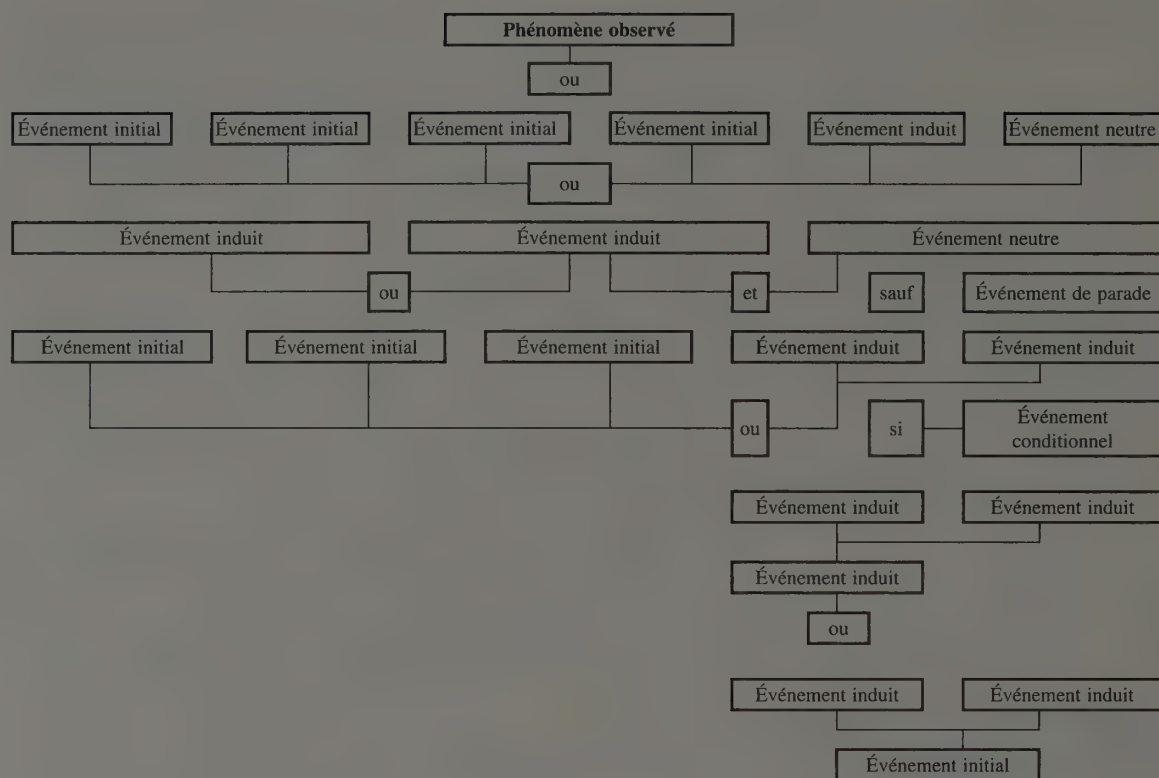 Phénomène observé
ou
Événement initial
Événement initial
Événement initial
Événement initial
Événement induit
Événement neutre
ou
Événement induit
Événement induit
Événement neutre
ou
et
sauf
Événement de parade
Événement initial
Événement initial
Événement initial
Événement induit
Événement induit
ou
si
Événement
conditionnel
Événement induit
Événement induit
Événement induit
ou
Événement induit
Événement induit
Événement initial